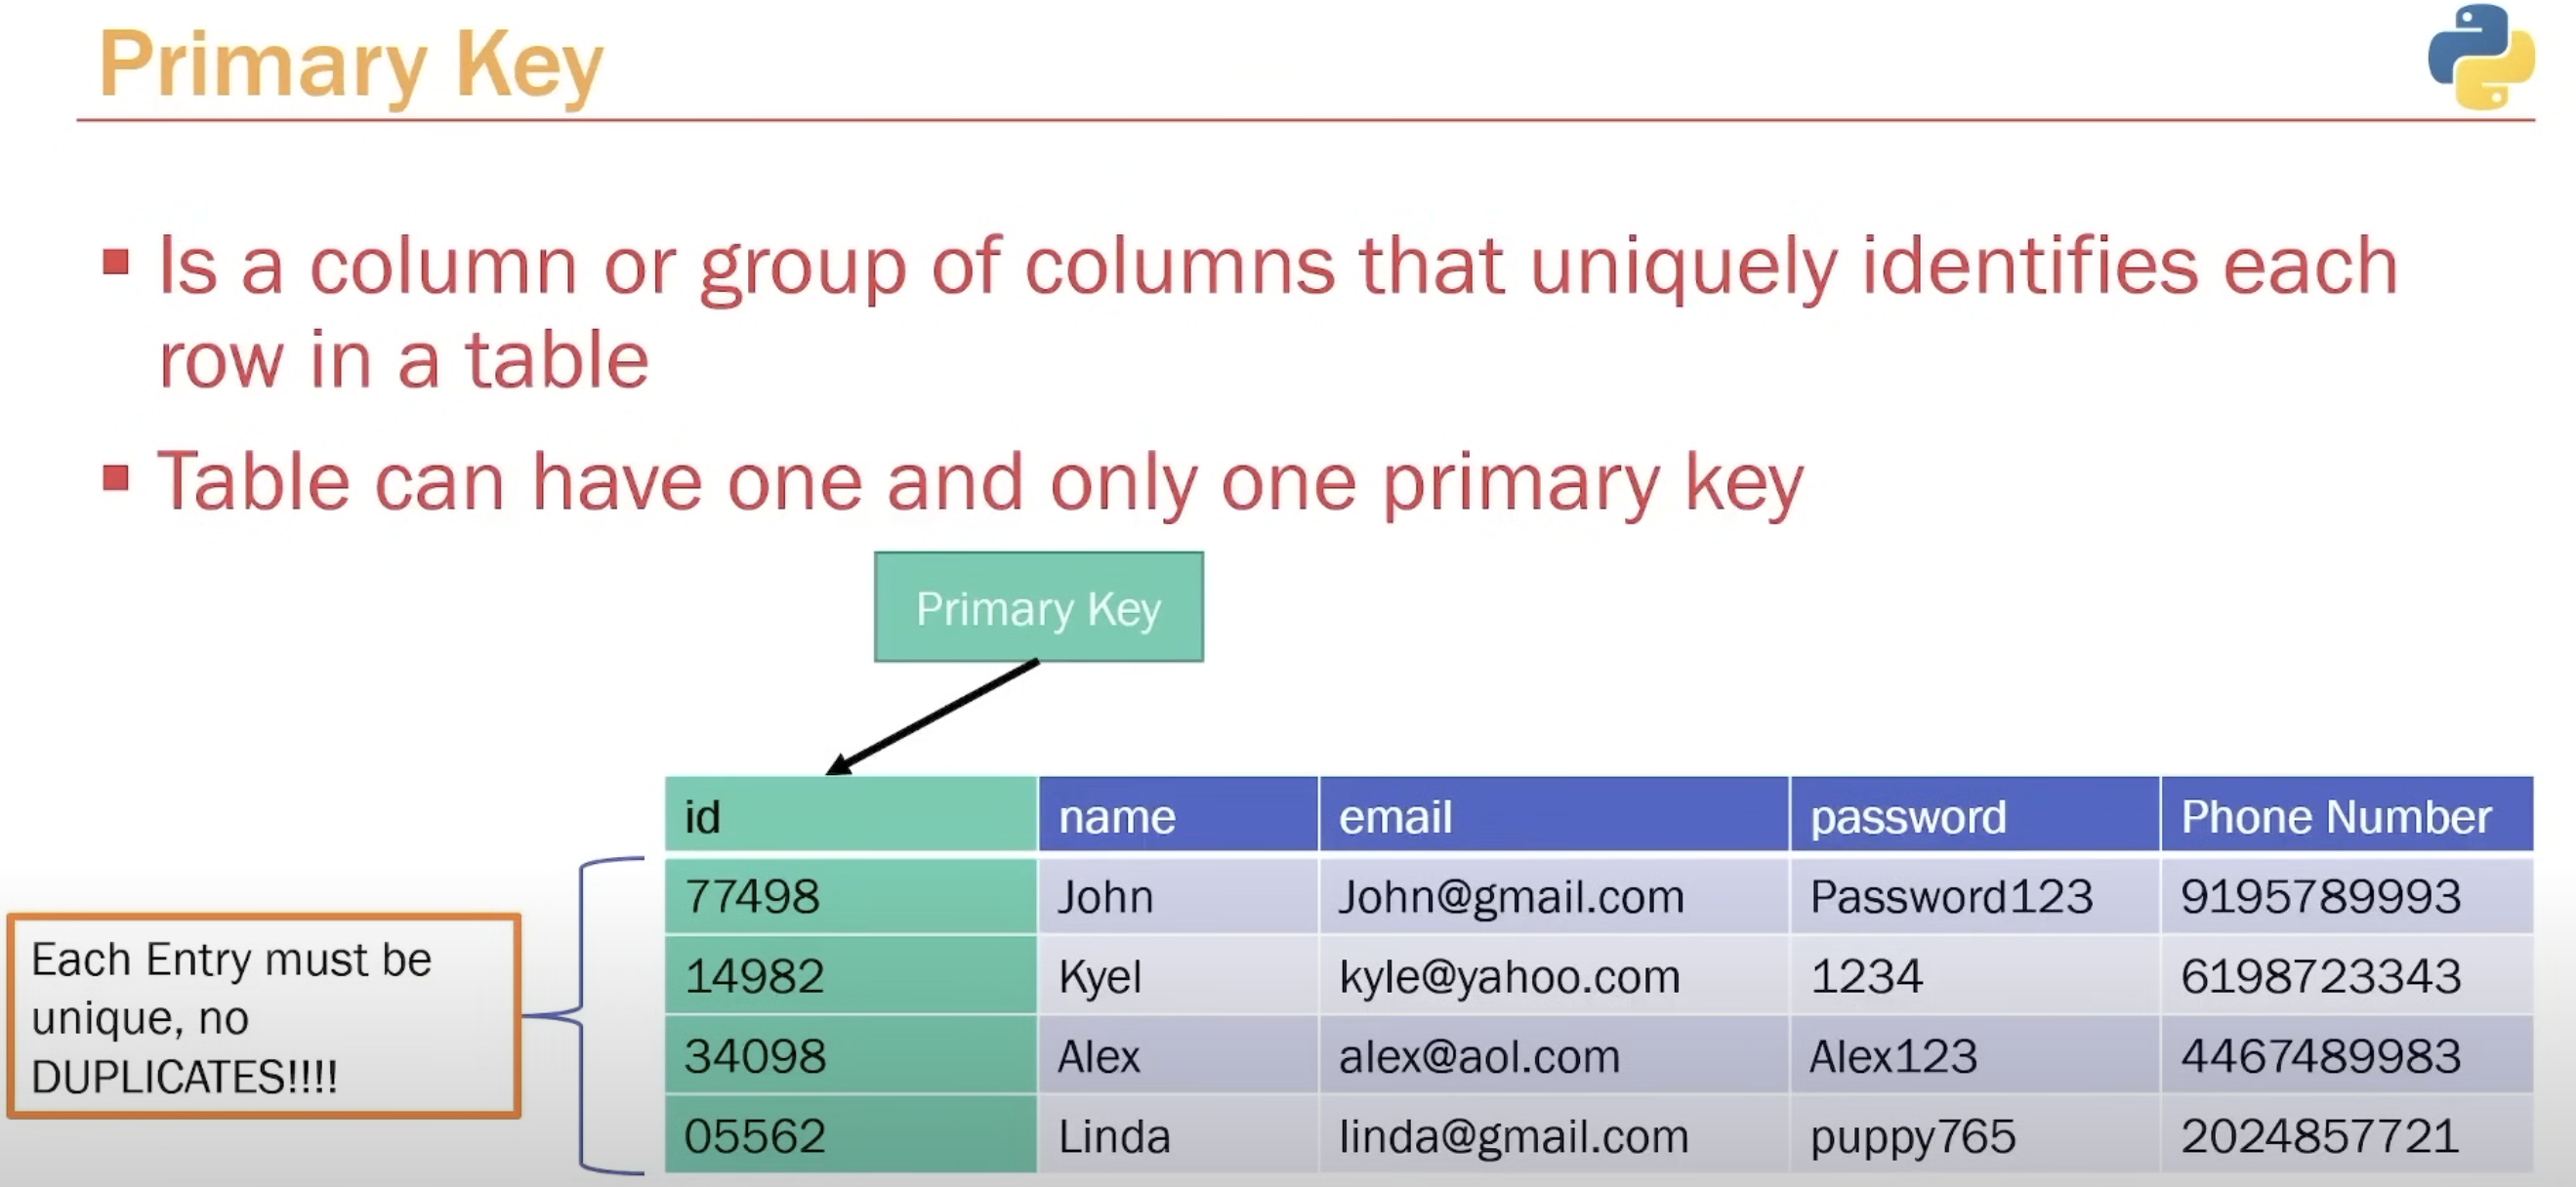 Primary Key
Is a column or group of columns that uniquely identifies each
row in a table
Table can have one and only one primary key
Primary Key
id name email password Phone Number
77498 John John@gmail.com Password123 9195789993
14982 Kyel kyle@yahoo.com 1234 6198723343
34098 Alex alex@aol.com Alex123 4467489983
05562 Linda linda@gmail.com puppy765 2024857721
Each Entry must be
unique, no
DUPLICATES!!!!